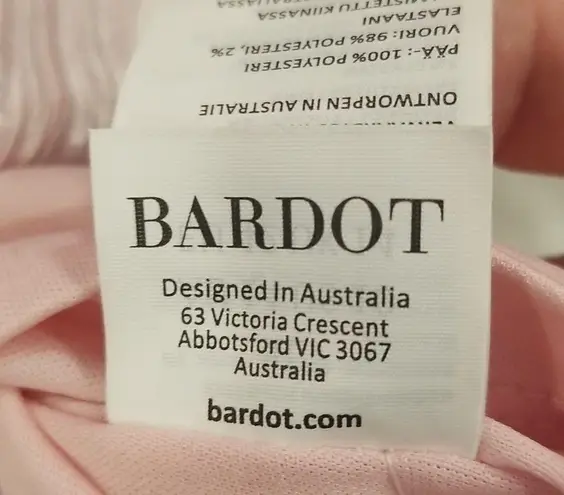 ONTWORPEN IN AUSTRALIE
PÄÄ-: 100% POLYESTERI
VUORI: 98% POLYESTERI, 2%
ELASTAANI
KIINASSA
BARDOT
Designed In Australia
63 Victoria Crescent
Abbotsford VIC 3067
Australia
bardot.com